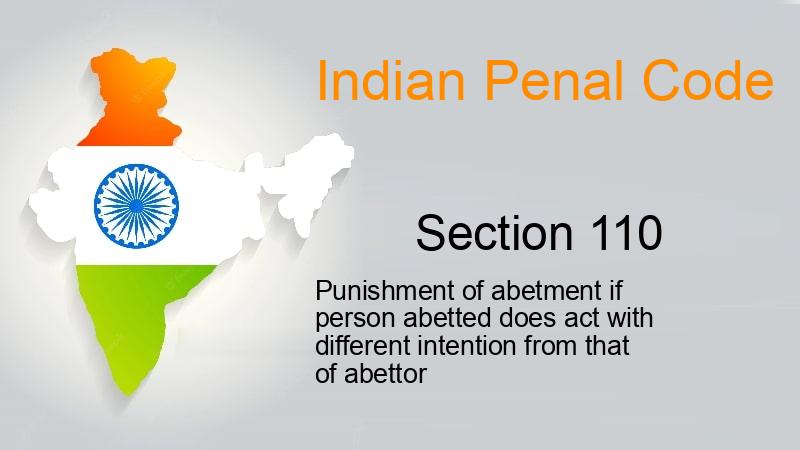 Indian Penal Code
Section 110
Punishment of abetment if
person abetted does act with
different intention from that
of abettor